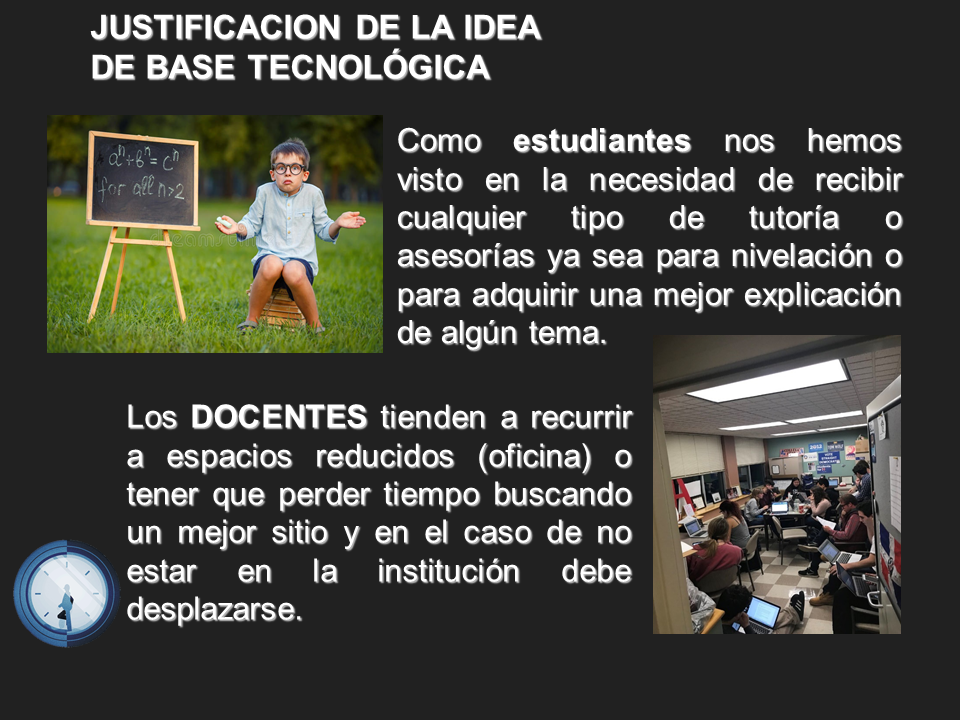 JUSTIFICACION DE LA IDEA
DE BASE TECNOLÓGICA
aⁿ+bⁿ=cⁿ
for all n>2
Como estudiantes nos hemos
visto en la necesidad de recibir
cualquier tipo de tutoría o
asesorías ya sea para nivelación o
para adquirir una mejor explicación
de algún tema.
Los DOCENTES tienden a recurrir
a espacios reducidos (oficina) o
tener que perder tiempo buscando
un mejor sitio y en el caso de no
estar en la institución debe
desplazarse.